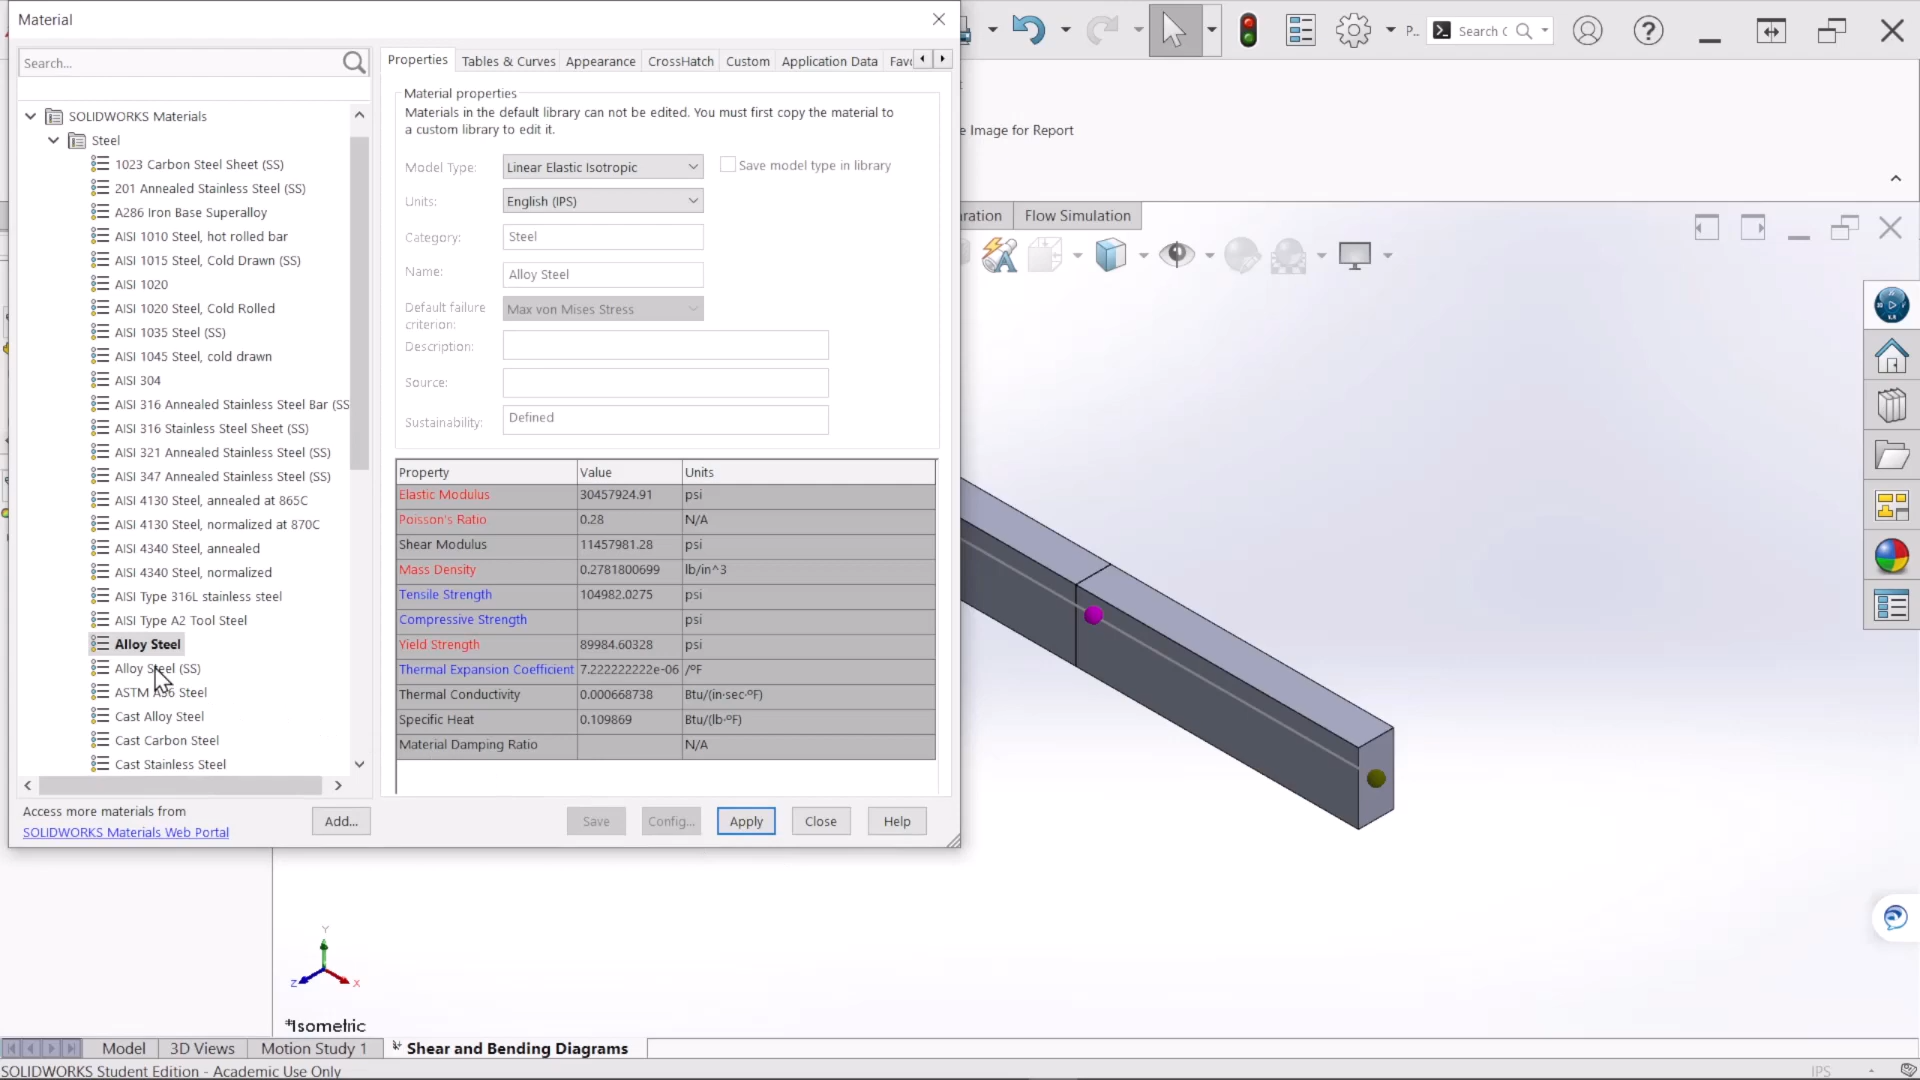 Material
Search...
SOLIDWORKS Materials
Steel
1023 Carbon Steel Sheet (SS)
201 Annealed Stainless Steel (SS)
A286 Iron Base Superalloy
AISI 1010 Steel, hot rolled bar
AISI 1015 Steel, Cold Drawn (SS)
AISI 1020
AISI 1020 Steel, Cold Rolled
AISI 1035 Steel (SS)
AISI 1045 Steel, cold drawn
AISI 304
AISI 316 Annealed Stainless Steel Bar (SS
AISI 316 Stainless Steel Sheet (SS)
AISI 321 Annealed Stainless Steel (SS)
AISI 347 Annealed Stainless Steel (SS)
AISI 4130 Steel, annealed at 865C
AISI 4130 Steel, normalized at 870C
AISI 4340 Steel, annealed
AISI 4340 Steel, normalized
AISI Type 316L stainless steel
AISI Type A2 Tool Steel
Alloy Steel
Alloy Steel (SS)
ASTM A36 Steel
Cast Alloy Steel
Cast Carbon Steel
Cast Stainless Steel
Access more materials from
SOLIDWORKS Materials Web Portal
Add...
Properties Tables & Curves Appearance CrossHatch Custom Application Data Favo
Material properties
Materials in the default library can not be edited. You must first copy the material to
a custom library to edit it.
Model Type: Linear Elastic Isotropic Save model type in library
Units: English (IPS)
Category: Steel
Name: Alloy Steel
Default failure
criterion: Max von Mises Stress
Description:
Source:
Sustainability: Defined
Property Value Units
Elastic Modulus 30457924.91 psi
Poisson's Ratio 0.28 N/A
Shear Modulus 11457981.28 psi
Mass Density 0.2781800699 lb/in^3
Tensile Strength 104982.0275 psi
Compressive Strength psi
Yield Strength 89984.60328 psi
Thermal Expansion Coefficient 7.222222222e-06 /°F
Thermal Conductivity 0.000668738 Btu/(in·sec·°F)
Specific Heat 0.109869 Btu/(lb·°F)
Material Damping Ratio N/A
Save Config... Apply Close Help
P...
Search C
e Image for Report
ration Flow Simulation
Y
Z
X
*Isometric
Model 3D Views Motion Study 1 Shear and Bending Diagrams
SOLIDWORKS Student Edition - Academic Use Only
IPS